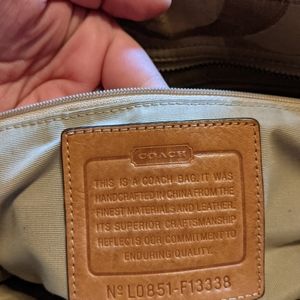 COACH
THIS IS A COACH BAG. IT WAS
HANDCRAFTED IN CHINA FROM THE
FINEST MATERIALS AND LEATHER.
ITS SUPERIOR CRAFTSMANSHIP
REFLECTS OUR COMMITMENT TO
ENDURING QUALITY.
Nº L0851-F13338